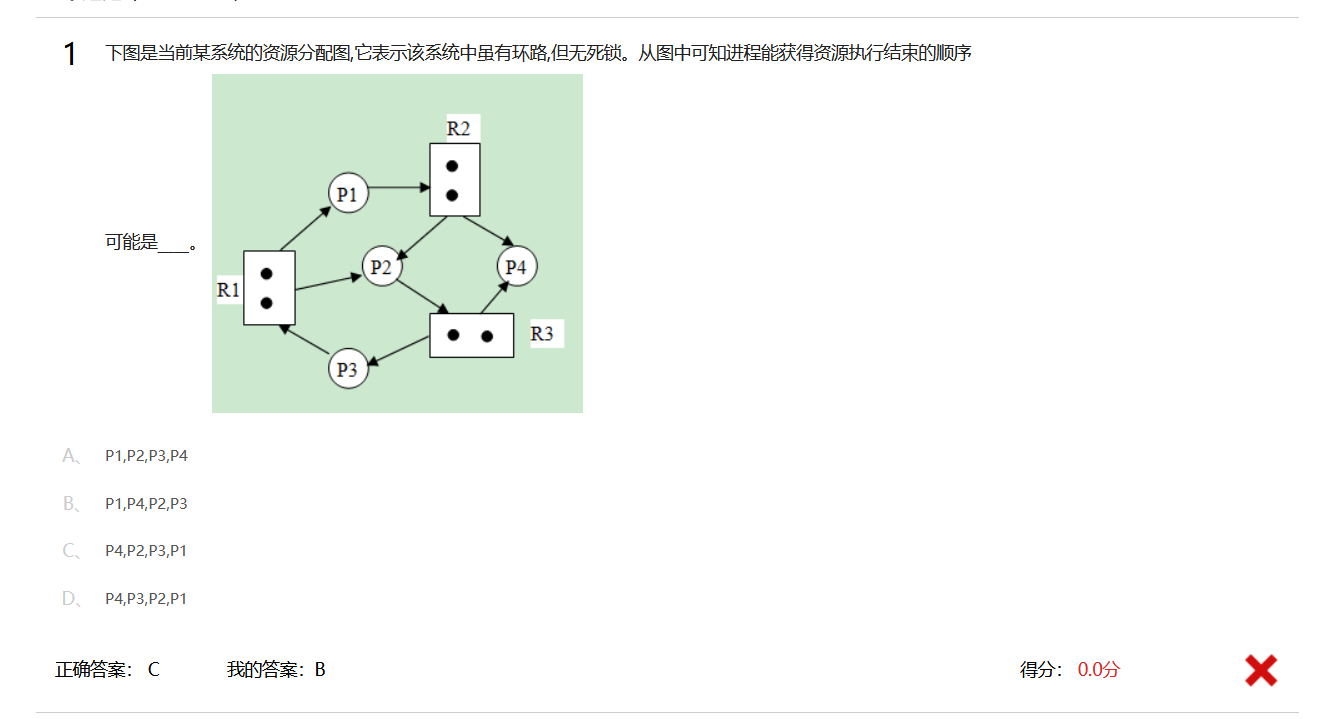 1 下图是当前某系统的资源分配图,它表示该系统中虽有环路,但无死锁。从图中可知进程能获得资源执行结束的顺序
R2
P1
可能是____。
P2
P4
R1
R3
P3
A、 P1,P2,P3,P4
B、 P1,P4,P2,P3
C、 P4,P2,P3,P1
D、 P4,P3,P2,P1
正确答案： C 我的答案：B 得分： 0.0分